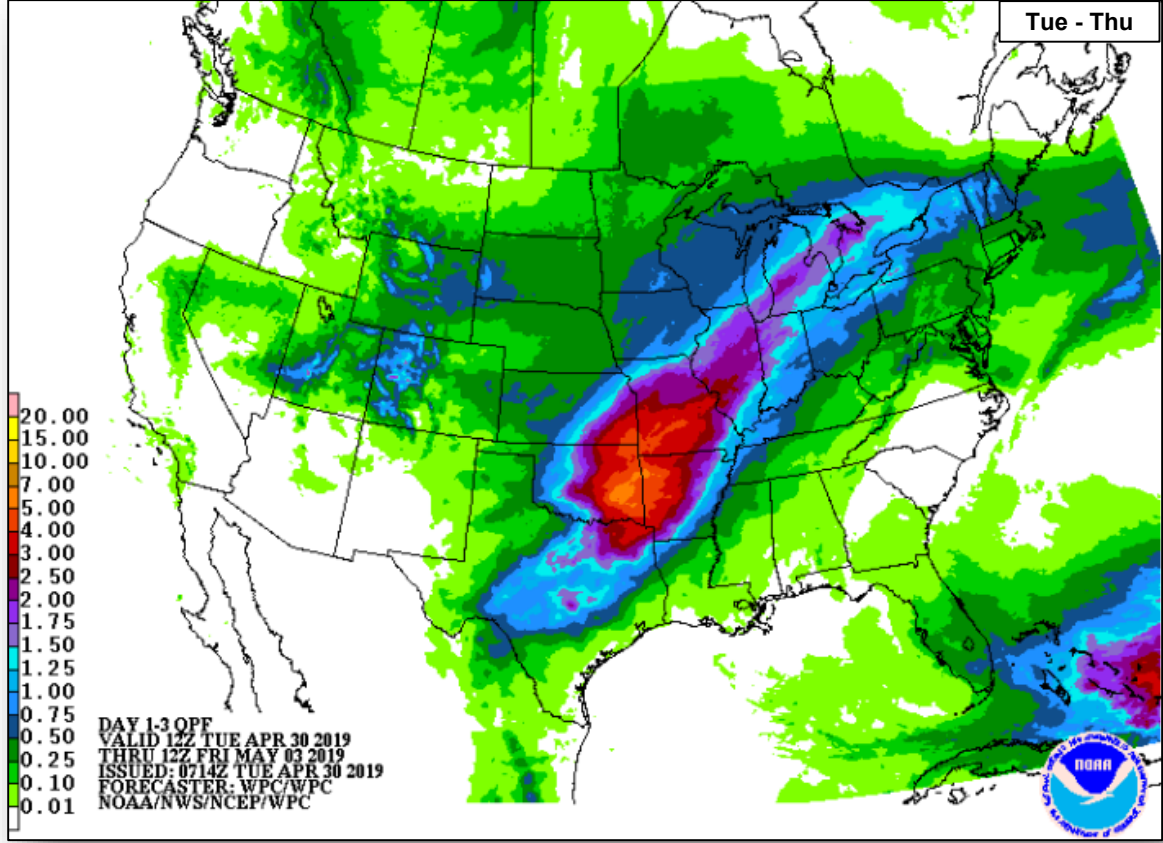 Tue - Thu
20.00
15.00
10.00
7.00
5.00
4.00
3.00
2.50
2.00
1.75
1.50
1.25
1.00
0.75
0.50
0.25
0.10
0.01
DAY 1-3 QPF
VALID 12Z TUE APR 30 2019
THRU 12Z FRI MAY 03 2019
ISSUED: 0714Z TUE APR 30 2019
FORECASTER: WPC/WPC
NOAA/NWS/NCEP/WPC
NOAA